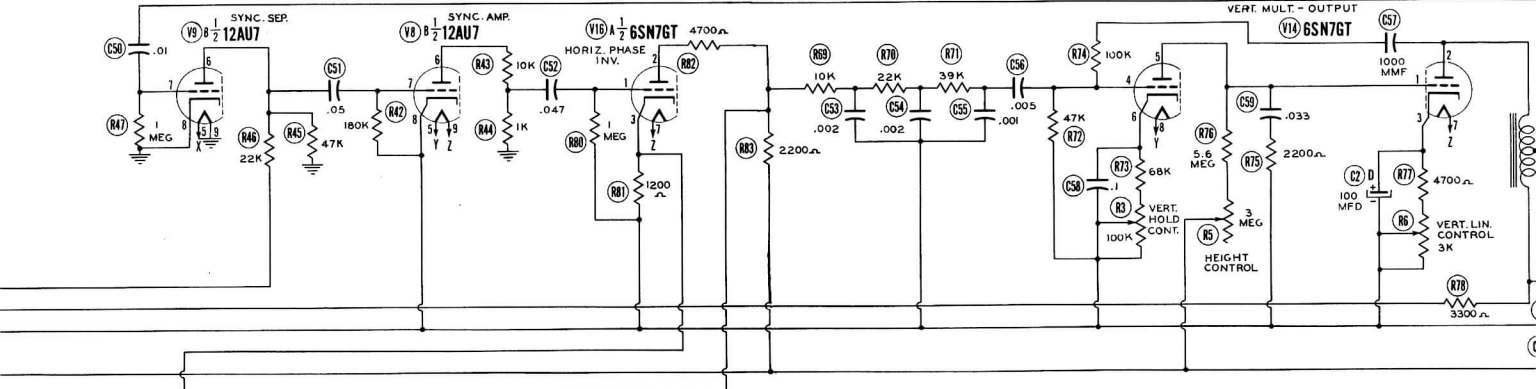 SYNC. SEP.
V9 B 1/2 12AU7
C50
.01
6
7
8
5 9
X
R47
1 MEG
R46
22K
R45
47K
C51
.05
R42
180K
SYNC. AMP.
V8 B 1/2 12AU7
6
7
8
5 9
Y Z
R43
10K
R44
1K
C52
.047
V16 A 1/2 6SN7GT
HORIZ. PHASE
INV.
2
1
3
7
Z
R82
4700Ω
R80
1 MEG
R81
1200 Ω
R83
2200Ω
R69
10K
R70
22K
R71
39K
C53
.002
C54
.002
C55
.001
C56
.005
R72
47K
R74
100K
VERT. MULT. - OUTPUT
V14 6SN7GT
5
4
6
8
Y
C58
.1
R73
68K
R3
100K
VERT.
HOLD
CONT.
R76
5.6
MEG
R5
3
MEG
HEIGHT
CONTROL
C59
.033
R75
2200Ω
C57
1000
MMF
2
1
3
7
Z
C2 D
+
-
100
MFD
R77
4700Ω
R6
VERT. LIN.
CONTROL
3K
R78
3300Ω